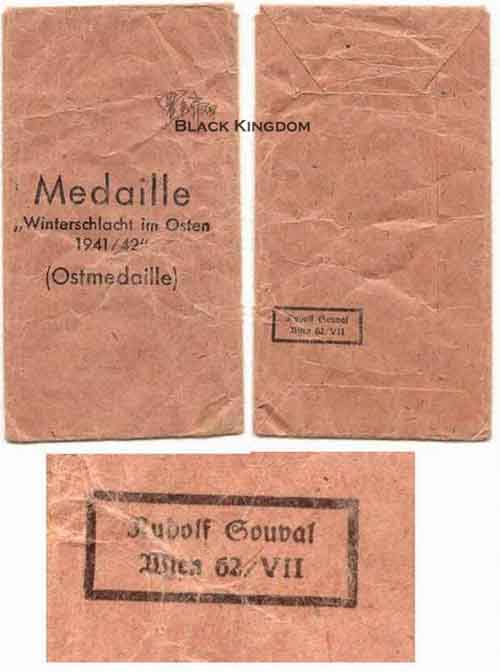 BLACK KINGDOM
Medaille
„Winterschlacht im Osten
1941/42"
(Ostmedaille)
Rudolf Souval
Wien 62/VII
Rudolf Souval
Wien 62/VII